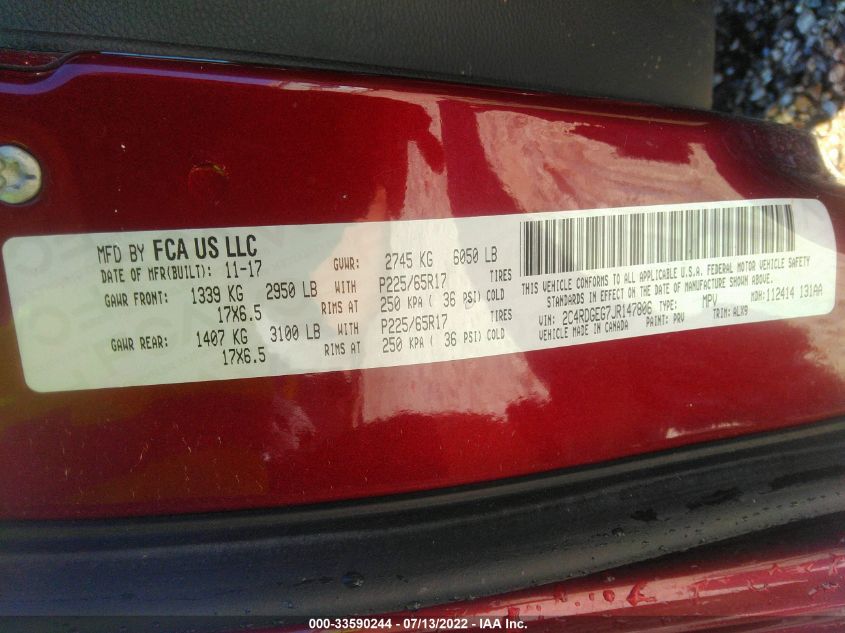 MFD BY FCA US LLC
DATE OF MFR(BUILT): 11-17 GVWR: 2745 KG 6050 LB
GAWR FRONT: 1339 KG 2950 LB WITH P225/65R17 TIRES
17X6.5 RIMS AT 250 KPA ( 36 PSI) COLD
GAWR REAR: 1407 KG 3100 LB WITH P225/65R17 TIRES
17X6.5 RIMS AT 250 KPA ( 36 PSI) COLD
THIS VEHICLE CONFORMS TO ALL APPLICABLE U.S.A. FEDERAL MOTOR VEHICLE SAFETY
STANDARDS IN EFFECT ON THE DATE OF MANUFACTURE SHOWN ABOVE.
VIN: 2C4RDGEG7JR147806 TYPE: MPV MDH: 112414 131AA
VEHICLE MADE IN CANADA PAINT: PRV TRIM: ALX9
000-33590244 - 07/13/2022 - IAA Inc.